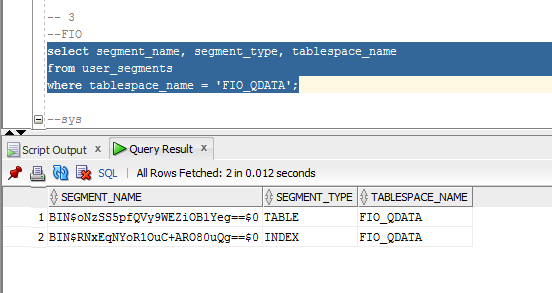 -- 3
--FIO
select segment_name, segment_type, tablespace_name
from user_segments
where tablespace_name = 'FIO_QDATA';
--sys
Script Output x Query Result x
SQL | All Rows Fetched: 2 in 0.012 seconds
SEGMENT_NAME SEGMENT_TYPE TABLESPACE_NAME
1 BIN$oNzSS5pfQVy9WEZiOBlYeg==$0 TABLE FIO_QDATA
2 BIN$RNxEqNYoR1OuC+ARO80uQg==$0 INDEX FIO_QDATA